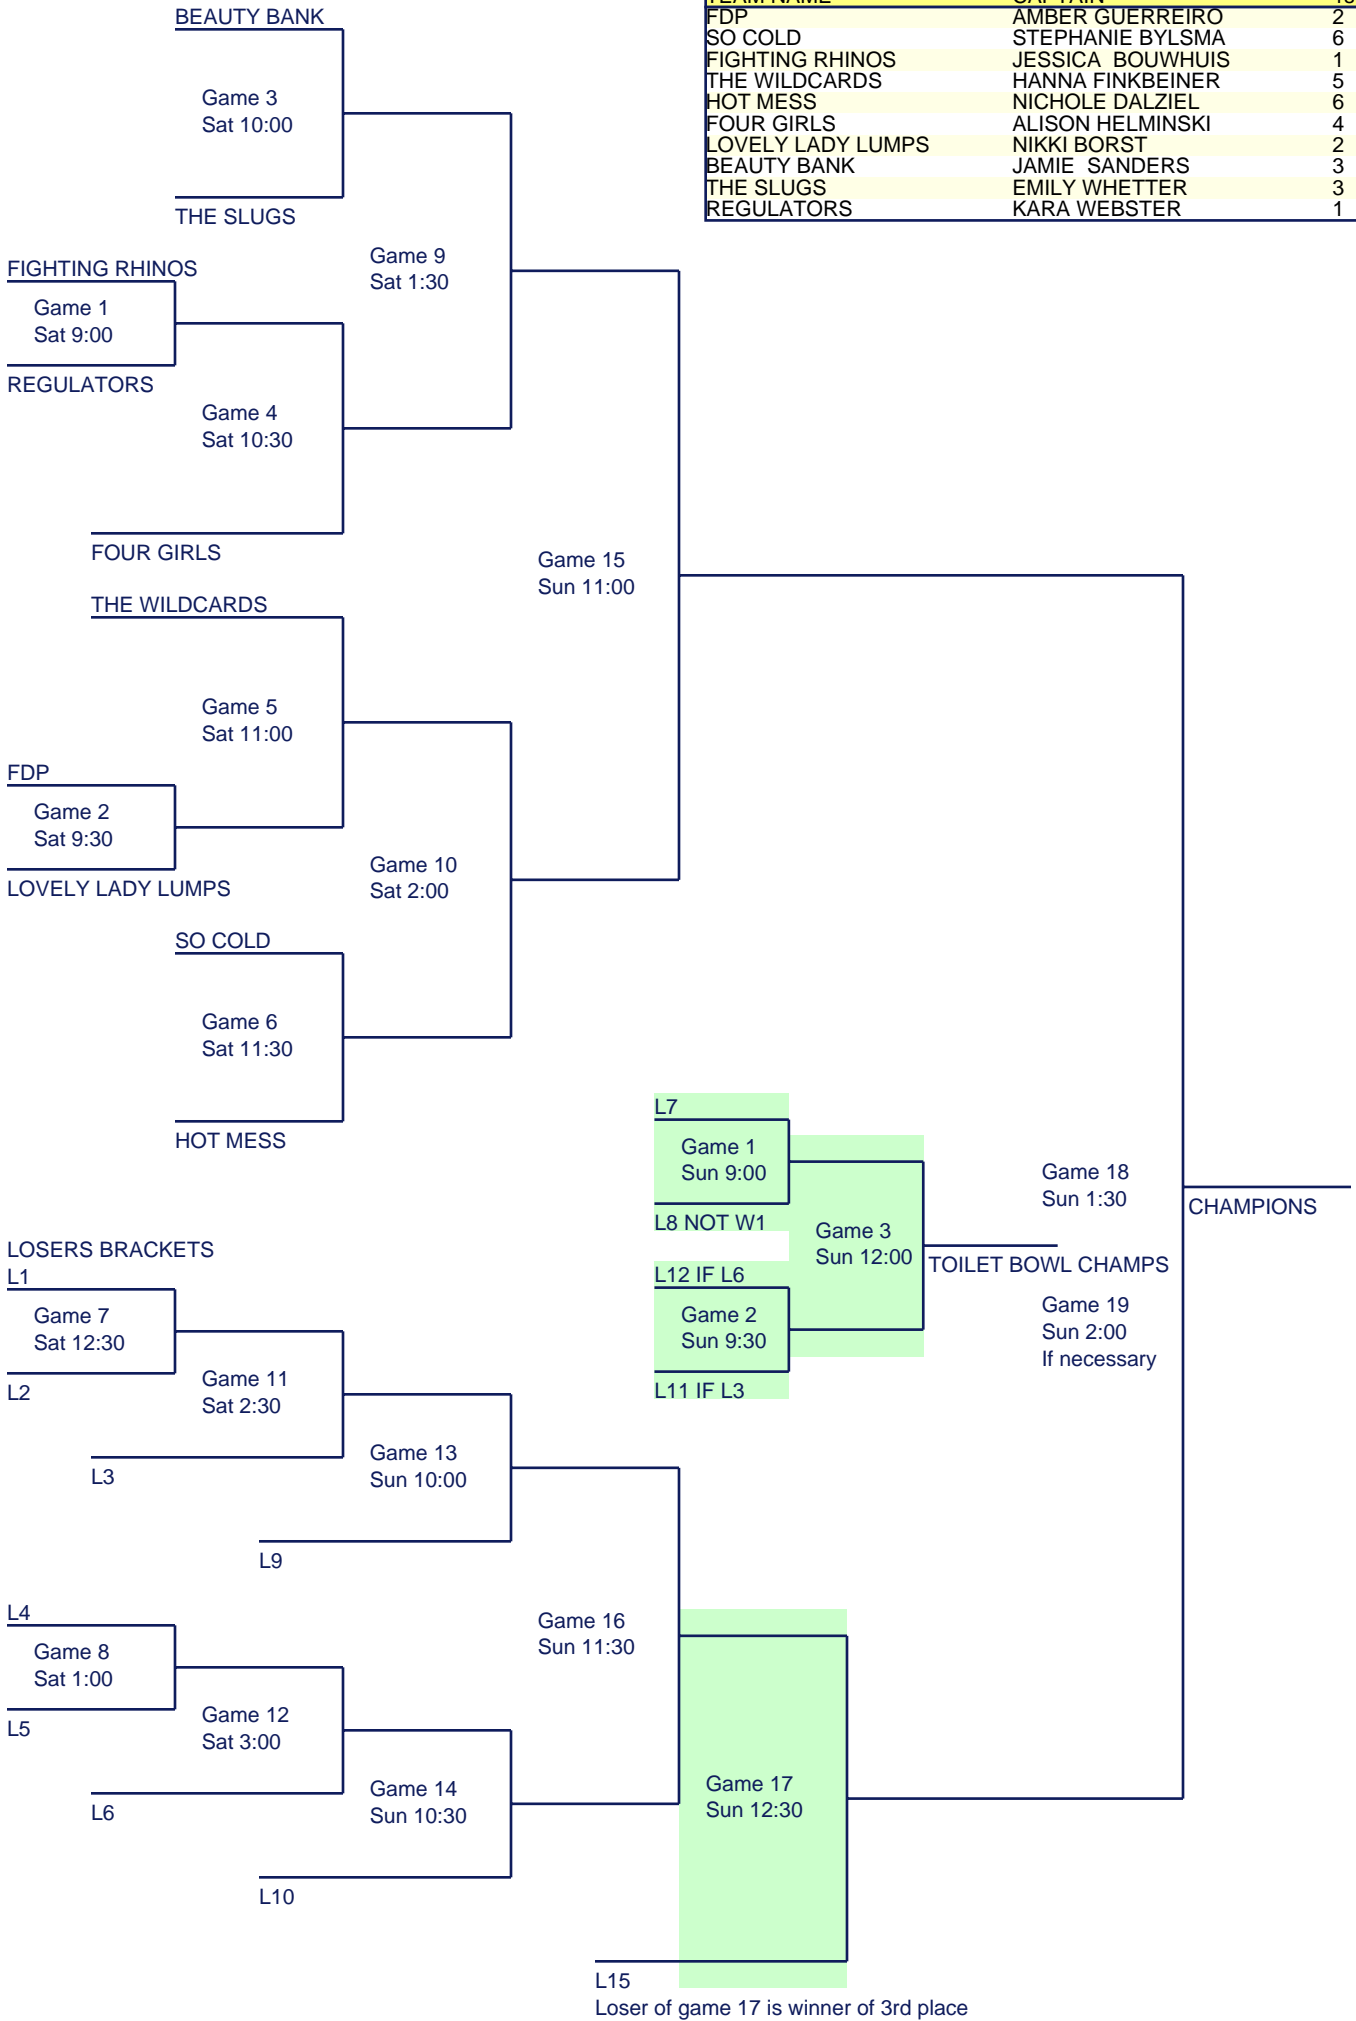 BEAUTY BANK
Game 3
Sat 10:00
THE SLUGS
TEAM NAME CAPTAIN
FDP AMBER GUERREIRO 2
SO COLD STEPHANIE BYLSMA 6
FIGHTING RHINOS JESSICA BOUWHUIS 1
THE WILDCARDS HANNA FINKBEINER 5
HOT MESS NICHOLE DALZIEL 6
FOUR GIRLS ALISON HELMINSKI 4
LOVELY LADY LUMPS NIKKI BORST 2
BEAUTY BANK JAMIE SANDERS 3
THE SLUGS EMILY WHETTER 3
REGULATORS KARA WEBSTER 1
Game 9
Sat 1:30
FIGHTING RHINOS
Game 1
Sat 9:00
REGULATORS
Game 4
Sat 10:30
FOUR GIRLS
Game 15
Sun 11:00
THE WILDCARDS
Game 5
Sat 11:00
FDP
Game 2
Sat 9:30
LOVELY LADY LUMPS
Game 10
Sat 2:00
SO COLD
Game 6
Sat 11:30
HOT MESS
L7
Game 1
Sun 9:00
L8 NOT W1
Game 3
Sun 12:00
L12 IF L6
Game 2
Sun 9:30
L11 IF L3
TOILET BOWL CHAMPS
Game 18
Sun 1:30
CHAMPIONS
Game 19
Sun 2:00
If necessary
LOSERS BRACKETS
L1
Game 7
Sat 12:30
L2
Game 11
Sat 2:30
L3
Game 13
Sun 10:00
L9
L4
Game 8
Sat 1:00
L5
Game 12
Sat 3:00
L6
Game 14
Sun 10:30
L10
Game 16
Sun 11:30
Game 17
Sun 12:30
L15
Loser of game 17 is winner of 3rd place